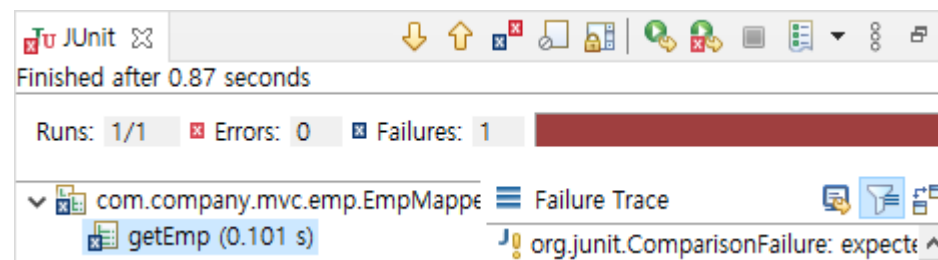 JUnit
Finished after 0.87 seconds
Runs: 1/1 Errors: 0 Failures: 1
com.company.mvc.emp.EmpMappe
Failure Trace
getEmp (0.101 s)
org.junit.ComparisonFailure: expecte